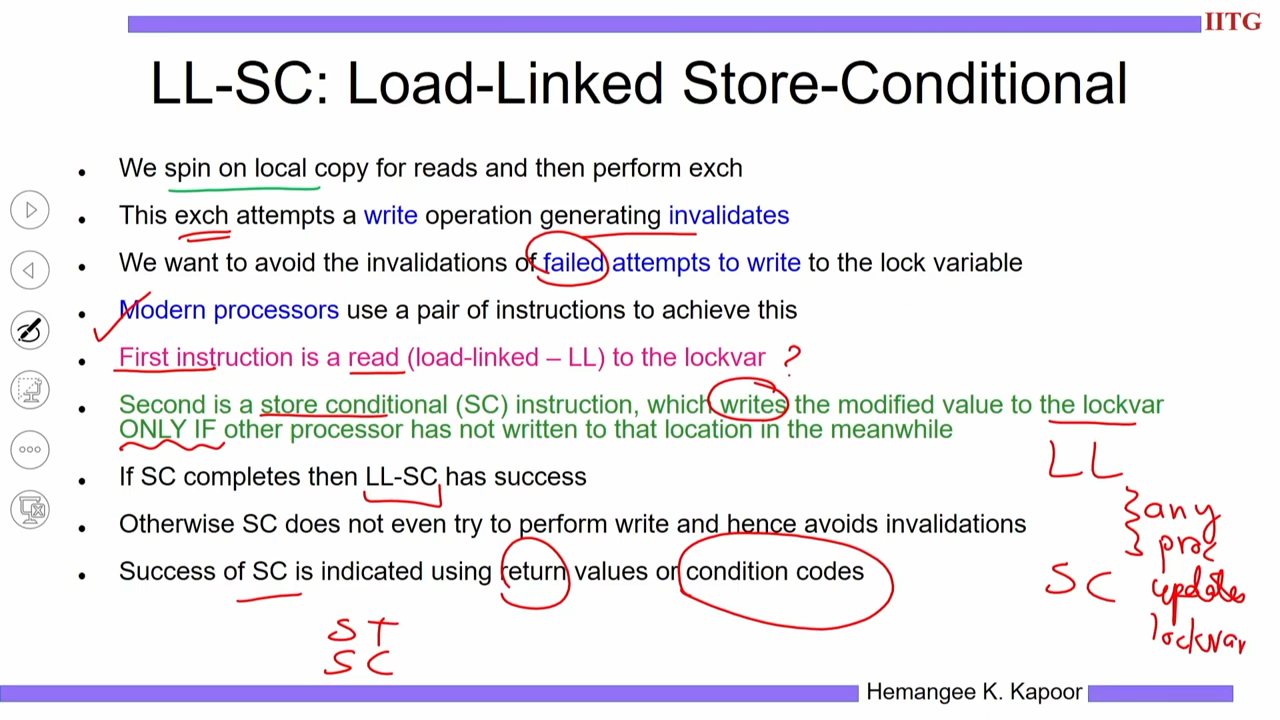 IITG
LL-SC: Load-Linked Store-Conditional
• We spin on local copy for reads and then perform exch
• This exch attempts a write operation generating invalidates
• We want to avoid the invalidations of failed attempts to write to the lock variable
• Modern processors use a pair of instructions to achieve this
• First instruction is a read (load-linked – LL) to the lockvar ?
• Second is a store conditional (SC) instruction, which writes the modified value to the lockvar
ONLY IF other processor has not written to that location in the meanwhile
• If SC completes then LL-SC has success
• Otherwise SC does not even try to perform write and hence avoids invalidations
• Success of SC is indicated using return values or condition codes
LL
any
proc
SC updates
lockvar
ST
SC
Hemangee K. Kapoor